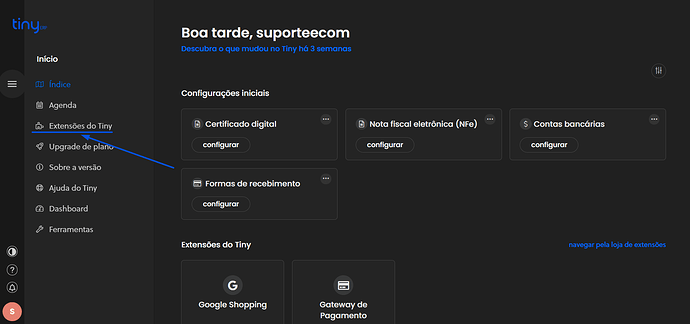 tiny erp
Início
Índice
Agenda
Extensões do Tiny
Upgrade de plano
Sobre a versão
Ajuda do Tiny
Dashboard
Ferramentas
S
Boa tarde, suporteecom
Descubra o que mudou no Tiny há 3 semanas
Configurações iniciais
Certificado digital
configurar
Nota fiscal eletrônica (NFe)
configurar
Contas bancárias
configurar
Formas de recebimento
configurar
Extensões do Tiny
navegar pela loja de extensões
G
Google Shopping
Gateway de
Pagamento